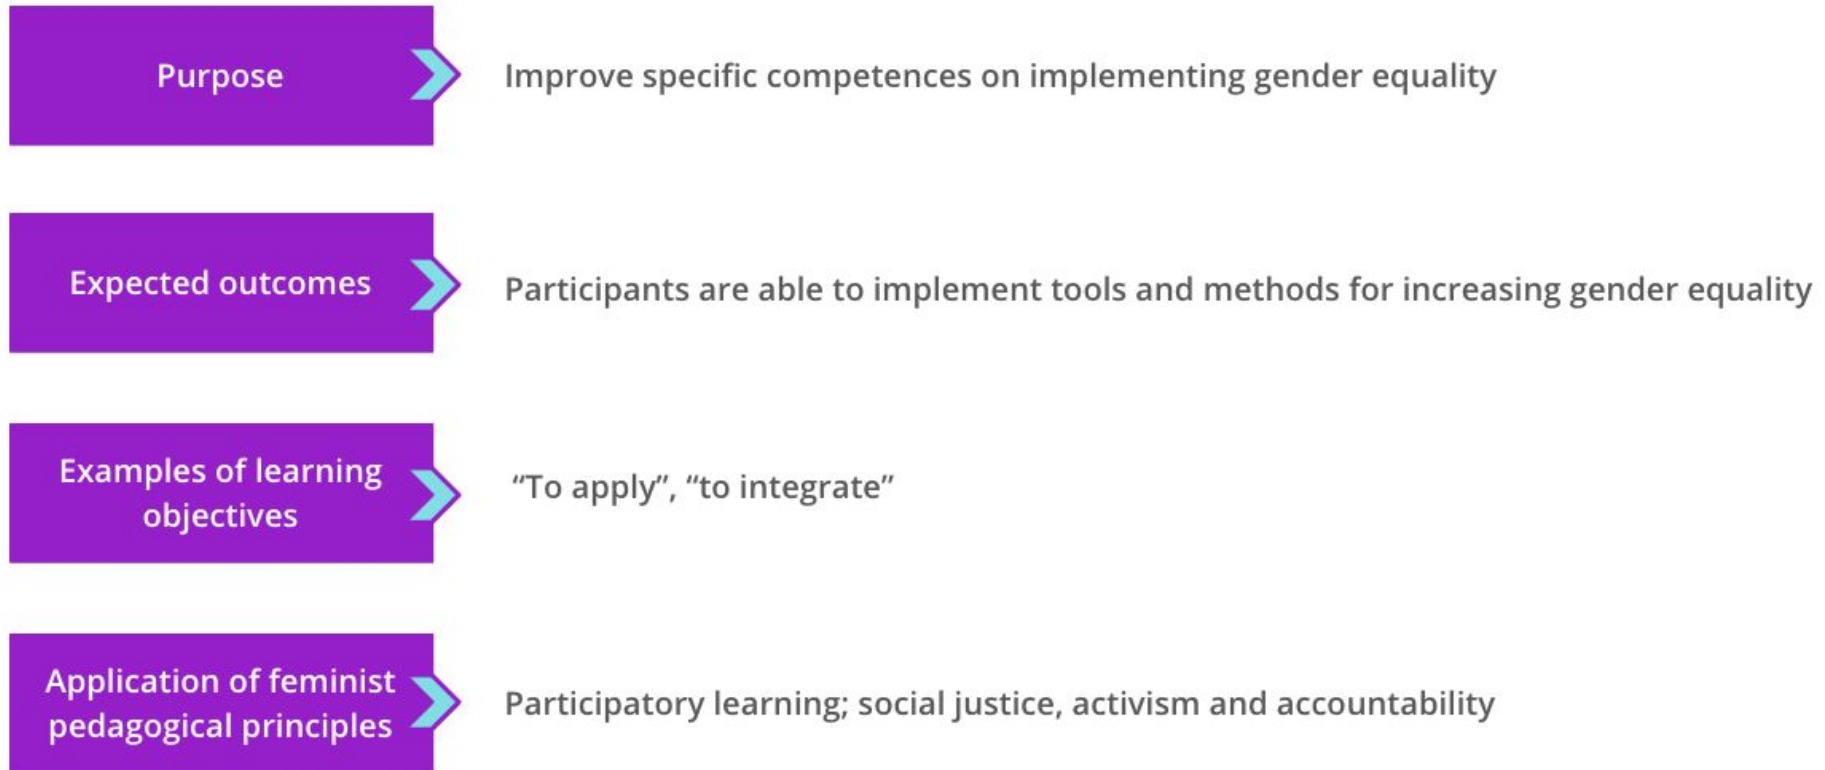 Purpose
Improve specific competences on implementing gender equality
Expected outcomes
Participants are able to implement tools and methods for increasing gender equality
Examples of learning
objectives
“To apply”, “to integrate”
Application of feminist
pedagogical principles
Participatory learning; social justice, activism and accountability